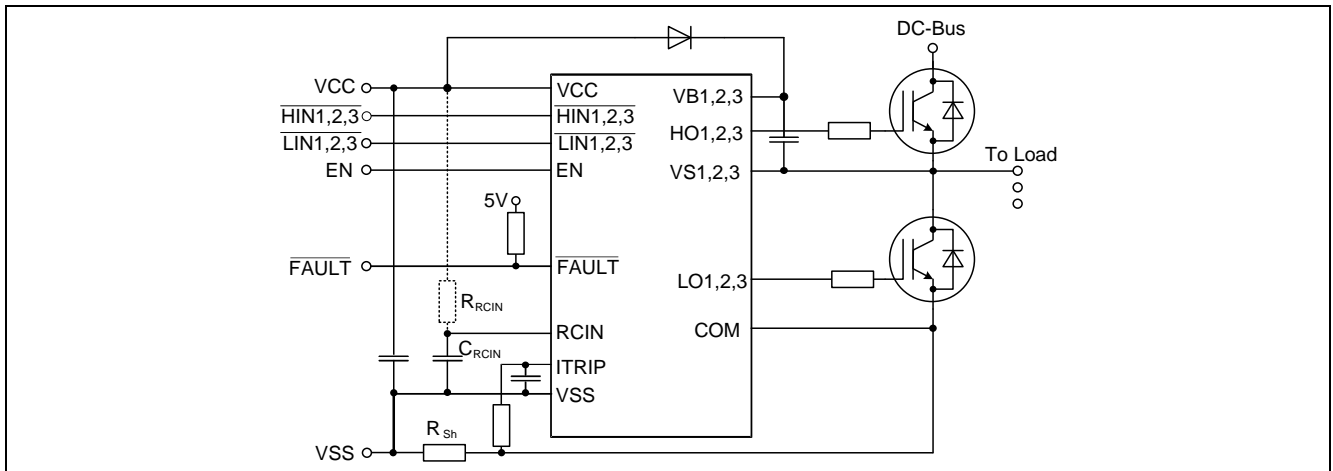 DC-Bus
VCC
VCC
VB1,2,3
HIN1,2,3
HIN1,2,3
HO1,2,3
LIN1,2,3
LIN1,2,3
To Load
EN
EN
VS1,2,3
5V
FAULT
FAULT
LO1,2,3
RRCIN
RCIN
COM
CRCIN
ITRIP
VSS
RSh
VSS